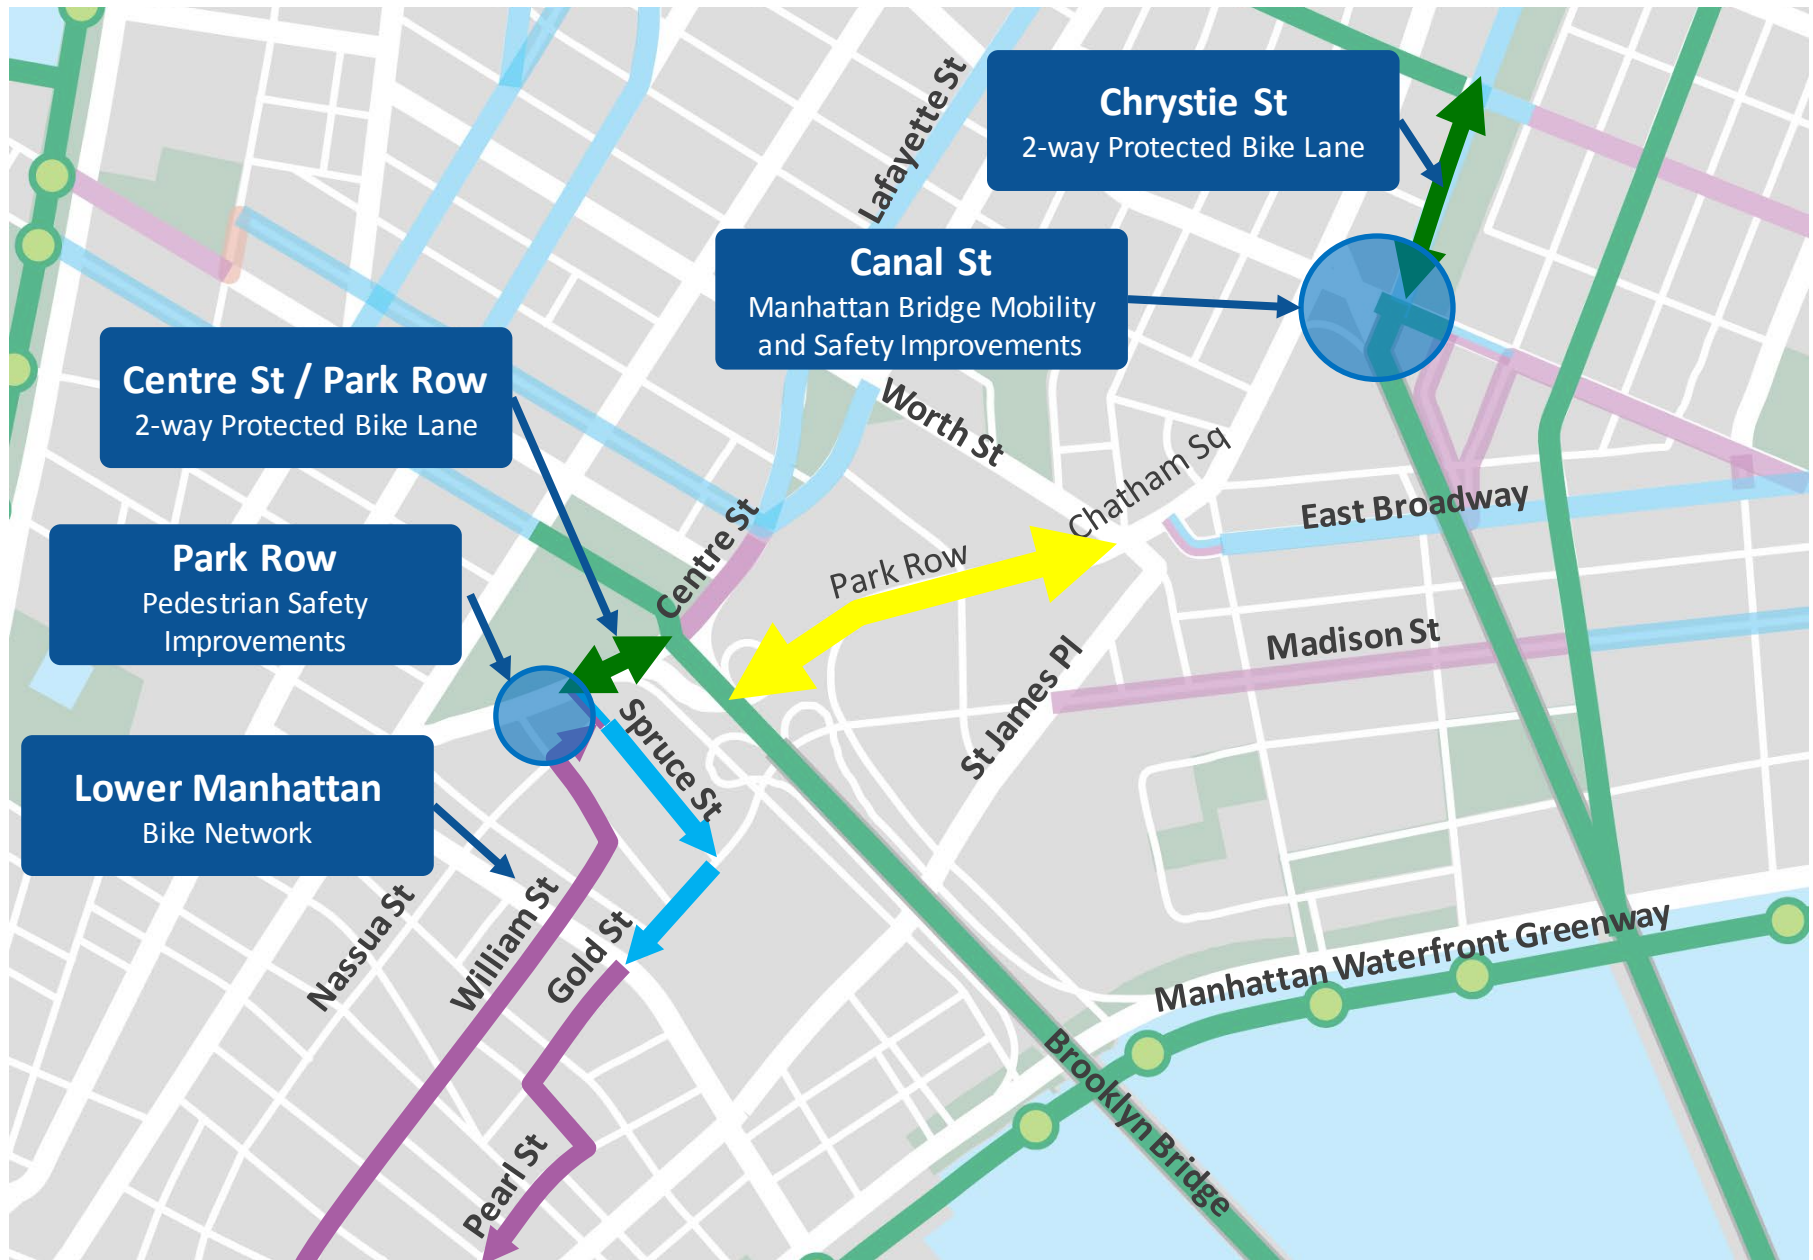 Chrystie St
2-way Protected Bike Lane
Lafayette St
Canal St
Manhattan Bridge Mobility
and Safety Improvements
Centre St / Park Row
2-way Protected Bike Lane
Worth St
Chatham Sq
East Broadway
Centre St
Park Row
Park Row
Pedestrian Safety
Improvements
Madison St
St James Pl
Spruce St
Lower Manhattan
Bike Network
Nassua St
William St
Gold St
Manhattan Waterfront Greenway
Brooklyn Bridge
Pearl St